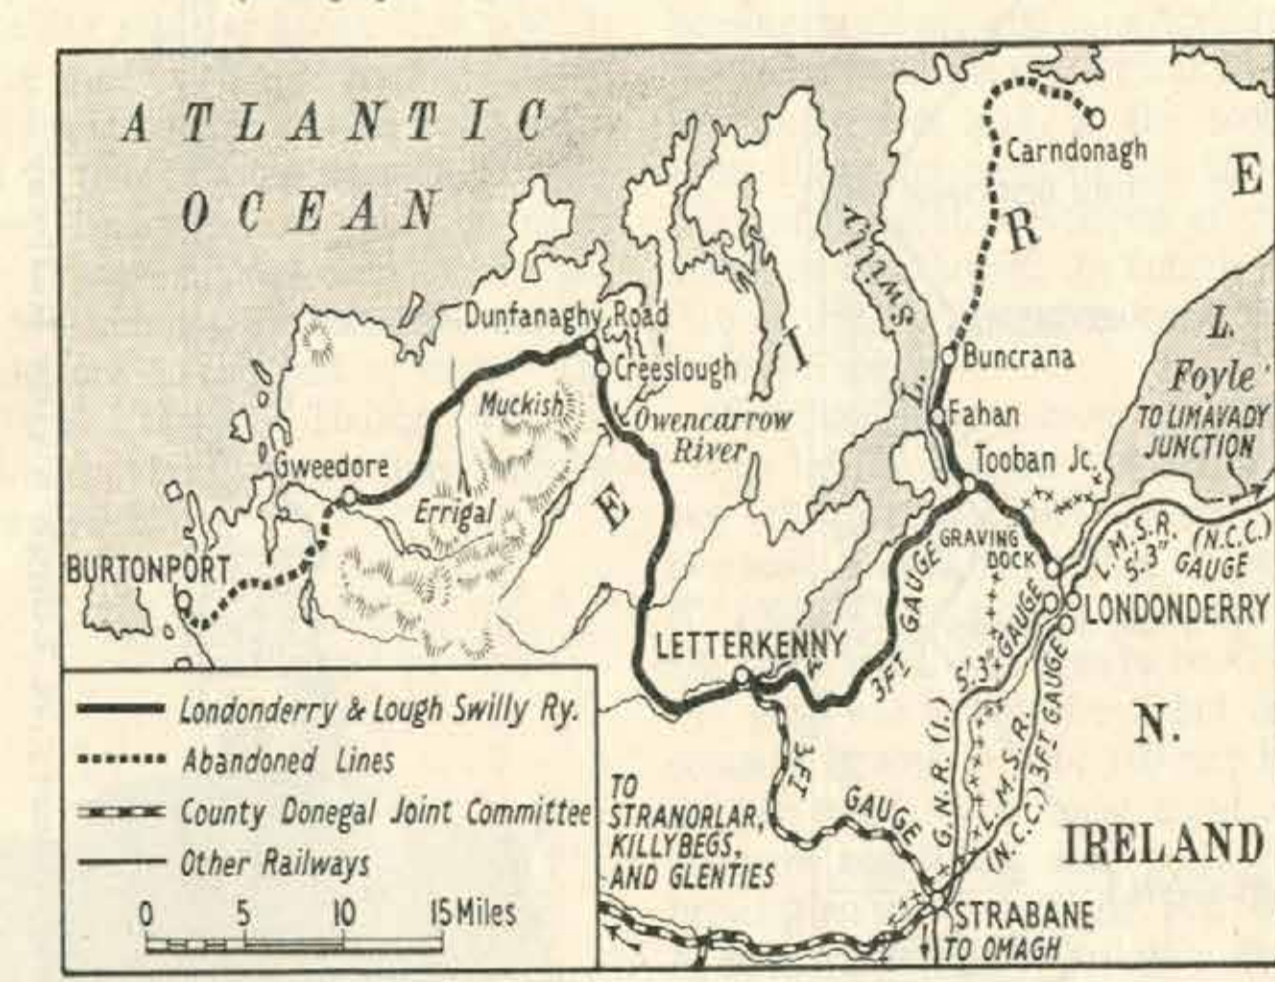 ATLANTIC
OCEAN
Carndonagh
E
R
I
E
L. Swilly
Dunfanaghy Road
Creeslough
Muckish
Owencarrow
River
Buncrana
Fahan
Tooban Jc.
L.
Foyle
TO LIMAVADY
JUNCTION
Gweedore
Errigal
BURTONPORT
GRAVING
DOCK
L.M.S.R. (N.C.C.)
5'.3" GAUGE
LONDONDERRY
LETTERKENNY
3FT GAUGE
G.N.R. (I.) 5'.3" GAUGE
L.M.S.R.
(N.C.C.) 3FT GAUGE
N.
IRELAND
3FT GAUGE
TO
STRANORLAR,
KILLYBEGS,
AND GLENTIES
STRABANE
TO OMAGH
Londonderry & Lough Swilly Ry.
Abandoned Lines
County Donegal Joint Committee
Other Railways
0 5 10 15 Miles